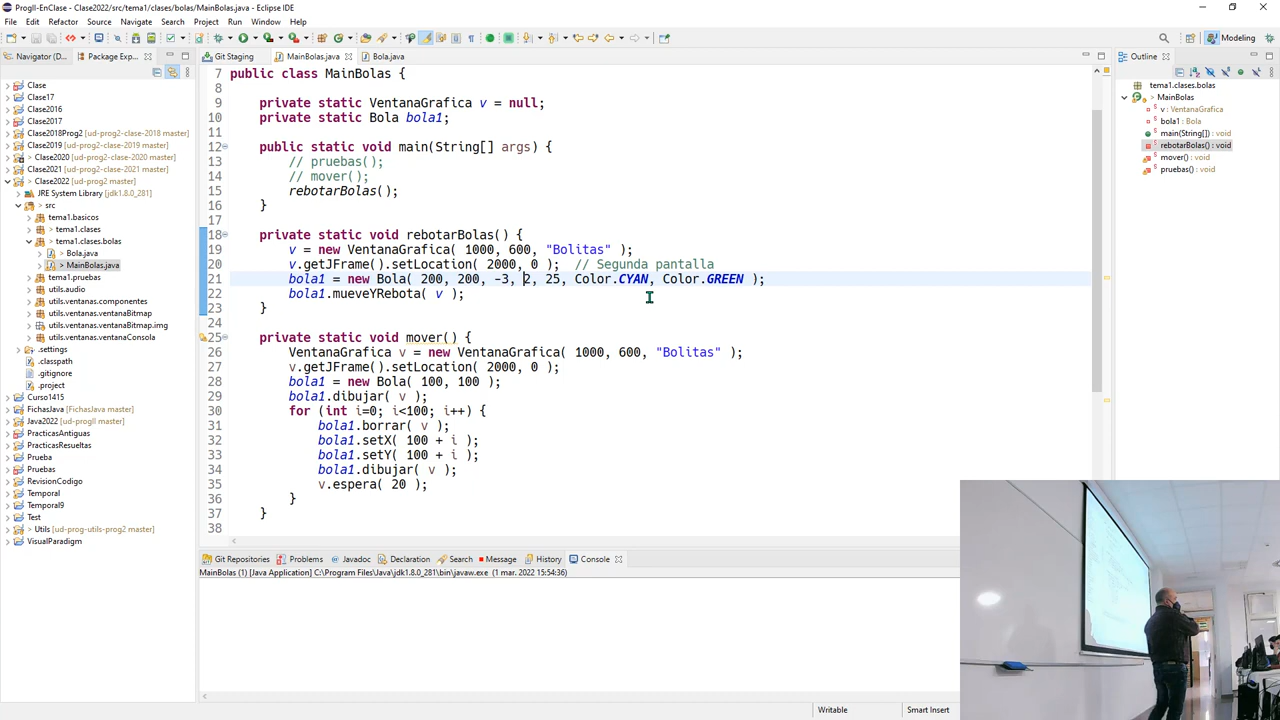 ProgII-EnClase - Clase2022/src/tema1/clases/bolas/MainBolas.java - Eclipse IDE
File Edit Refactor Source Navigate Search Project Run Window Help
Modeling
Navigator (D...
Package Exp...
Git Staging
MainBolas.java
Bola.java
Outline
Clase
Clase17
Clase2016
Clase2017
Clase2018Prog2 [ud-prog2-clase-2018 master]
Clase2019 [ud-prog2-clase-2019 master]
> Clase2020 [ud-prog2-clase-2020 master]
Clase2021 [ud-prog2-clase-2021 master]
> Clase2022 [ud-prog2 master]
JRE System Library [jdk1.8.0_281]
> src
tema1.basicos
> tema1.clases
> tema1.clases.bolas
> Bola.java
> MainBolas.java
tema1.pruebas
utils.audio
utils.ventanas.componentes
utils.ventanas.ventanaBitmap
utils.ventanas.ventanaBitmap.img
utils.ventanas.ventanaConsola
.settings
.classpath
.gitignore
.project
Curso1415
FichasJava [FichasJava master]
Java2022 [ud-progII master]
PracticasAntiguas
PracticasResueltas
Prueba
Pruebas
RevisionCodigo
Temporal
Temporal9
Test
> Utils [ud-prog-utils-prog2 master]
VisualParadigm
7 public class MainBolas {
8
9 private static VentanaGrafica v = null;
10 private static Bola bola1;
11
12 public static void main(String[] args) {
13 // pruebas();
14 // mover();
15 rebotarBolas();
16 }
17
18 private static void rebotarBolas() {
19 v = new VentanaGrafica( 1000, 600, "Bolitas" );
20 v.getJFrame().setLocation( 2000, 0 ); // Segunda pantalla
21 bola1 = new Bola( 200, 200, -3, 2, 25, Color.CYAN, Color.GREEN );
22 bola1.mueveYRebota( v );
23 }
24
25 private static void mover() {
26 VentanaGrafica v = new VentanaGrafica( 1000, 600, "Bolitas" );
27 v.getJFrame().setLocation( 2000, 0 );
28 bola1 = new Bola( 100, 100 );
29 bola1.dibujar( v );
30 for (int i=0; i<100; i++) {
31 bola1.borrar( v );
32 bola1.setX( 100 + i );
33 bola1.setY( 100 + i );
34 bola1.dibujar( v );
35 v.espera( 20 );
36 }
37 }
38
tema1.clases.bolas
> MainBolas
v : VentanaGrafica
bola1 : Bola
main(String[]) : void
rebotarBolas() : void
mover() : void
pruebas() : void
Git Repositories Problems Javadoc Declaration Search Message History Console
MainBolas (1) [Java Application] C:\Program Files\Java\jdk1.8.0_281\bin\javaw.exe (1 mar. 2022 15:54:36)
Writable
Smart Insert